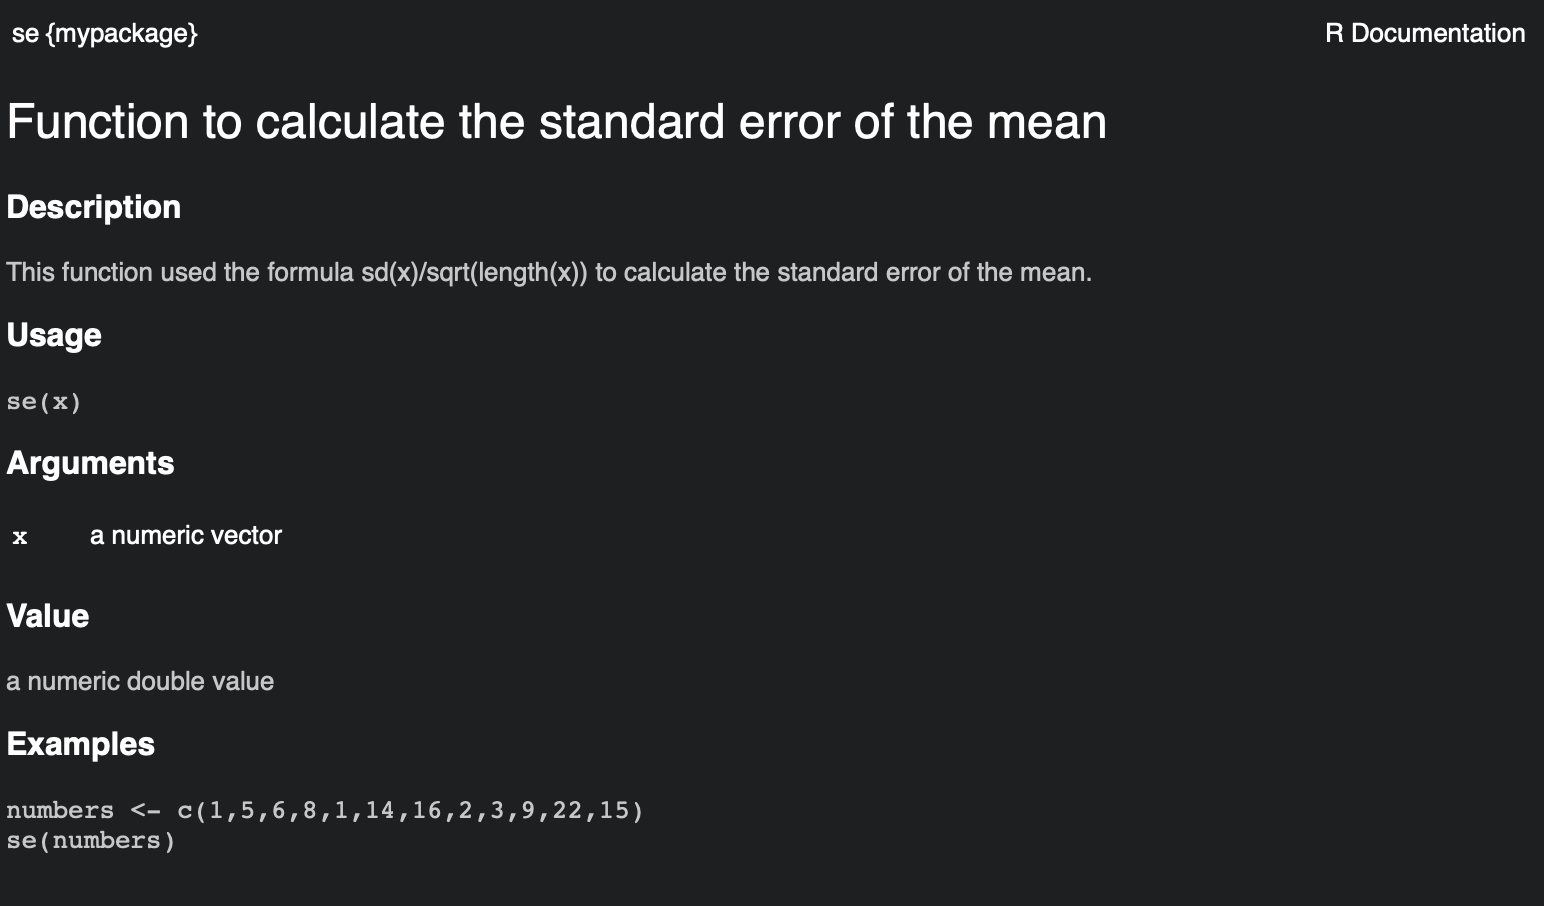 se {mypackage}
R Documentation
Function to calculate the standard error of the mean
Description
This function used the formula sd(x)/sqrt(length(x)) to calculate the standard error of the mean.
Usage
se(x)
Arguments
x a numeric vector
Value
a numeric double value
Examples
numbers <- c(1,5,6,8,1,14,16,2,3,9,22,15)
se(numbers)